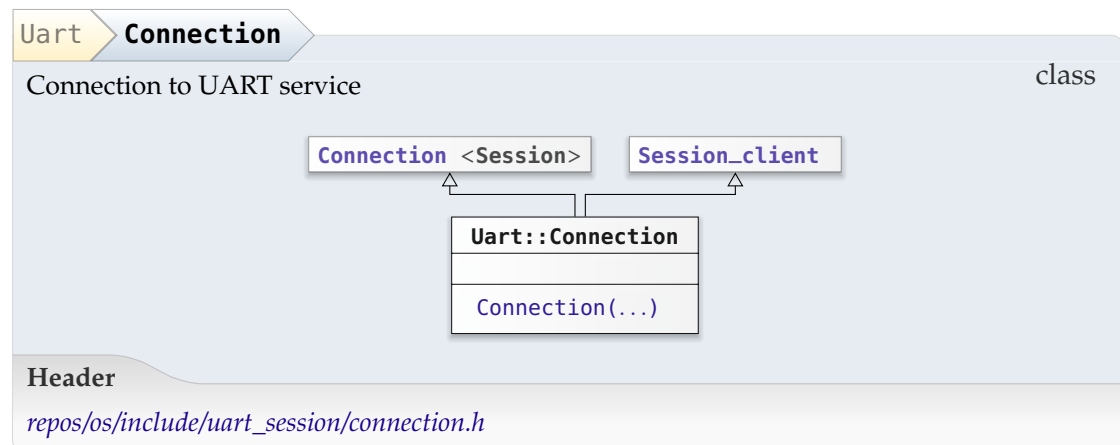 Uart Connection
Connection to UART service
class
Connection <Session>
Session_client
Uart::Connection
Connection(...)
Header
repos/os/include/uart_session/connection.h